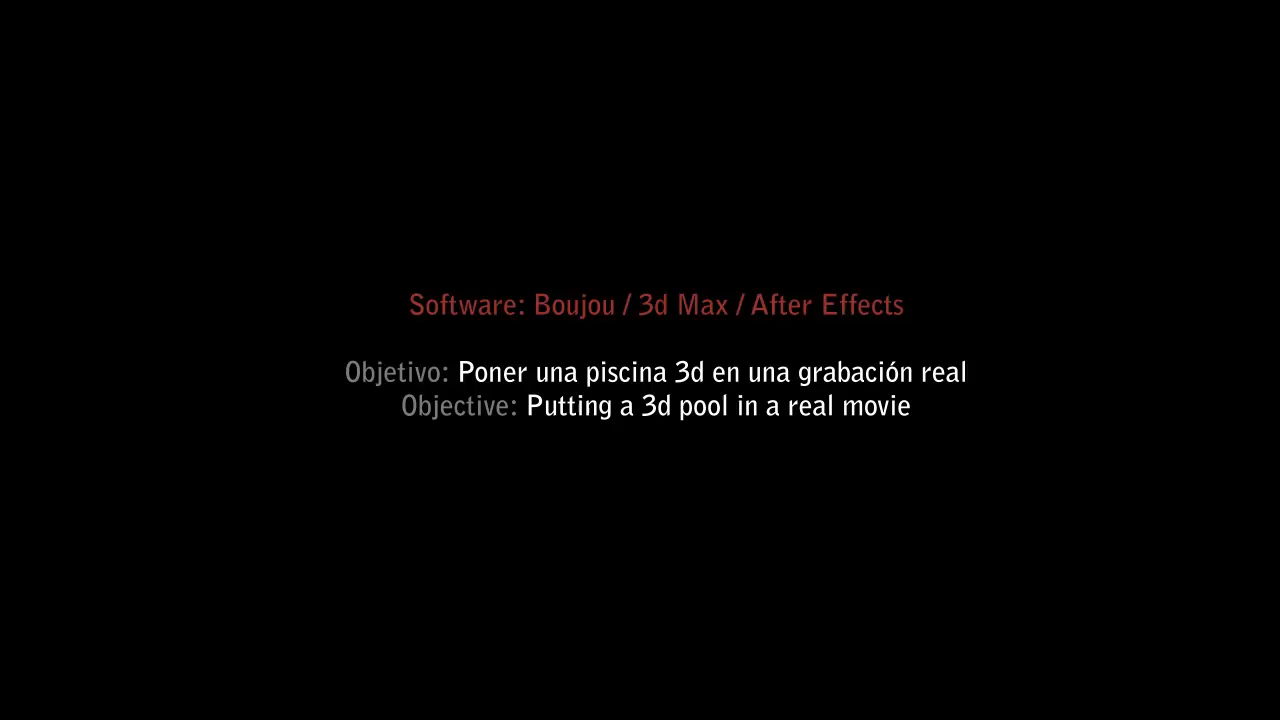 Software: Boujou / 3d Max / After Effects
Objetivo: Poner una piscina 3d en una grabación real
Objective: Putting a 3d pool in a real movie